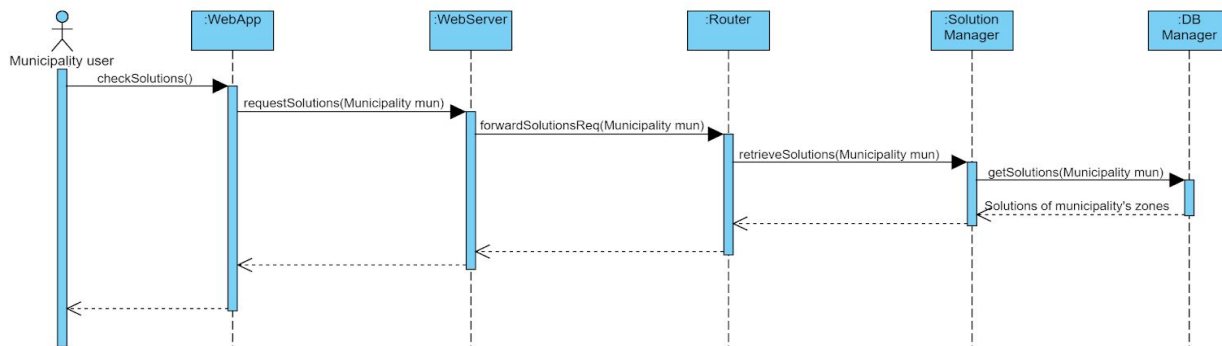 :WebApp
:WebServer
:Router
:Solution
Manager
:DB
Manager
Municipality user
checkSolutions()
requestSolutions(Municipality mun)
forwardSolutionsReq(Municipality mun)
retrieveSolutions(Municipality mun)
getSolutions(Municipality mun)
Solutions of municipality's zones